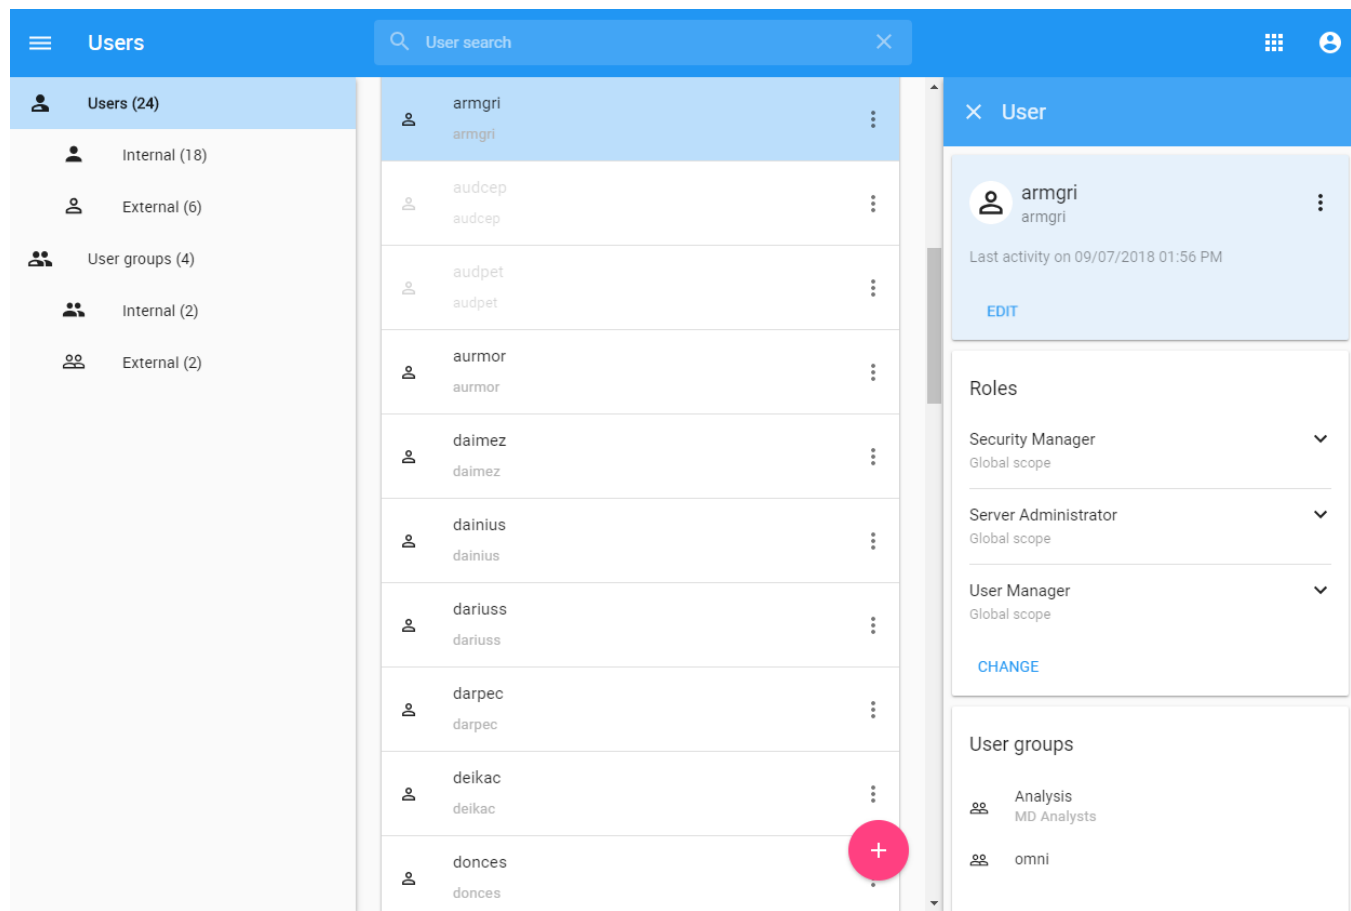 Users
User search
Users (24)
Internal (18)
External (6)
User groups (4)
Internal (2)
External (2)
armgri
armgri
audcep
audcep
audpet
audpet
aurmor
aurmor
daimez
daimez
dainius
dainius
dariuss
dariuss
darpec
darpec
deikac
deikac
donces
donces
User
armgri
armgri
Last activity on 09/07/2018 01:56 PM
EDIT
Roles
Security Manager
Global scope
Server Administrator
Global scope
User Manager
Global scope
CHANGE
User groups
Analysis
MD Analysts
omni